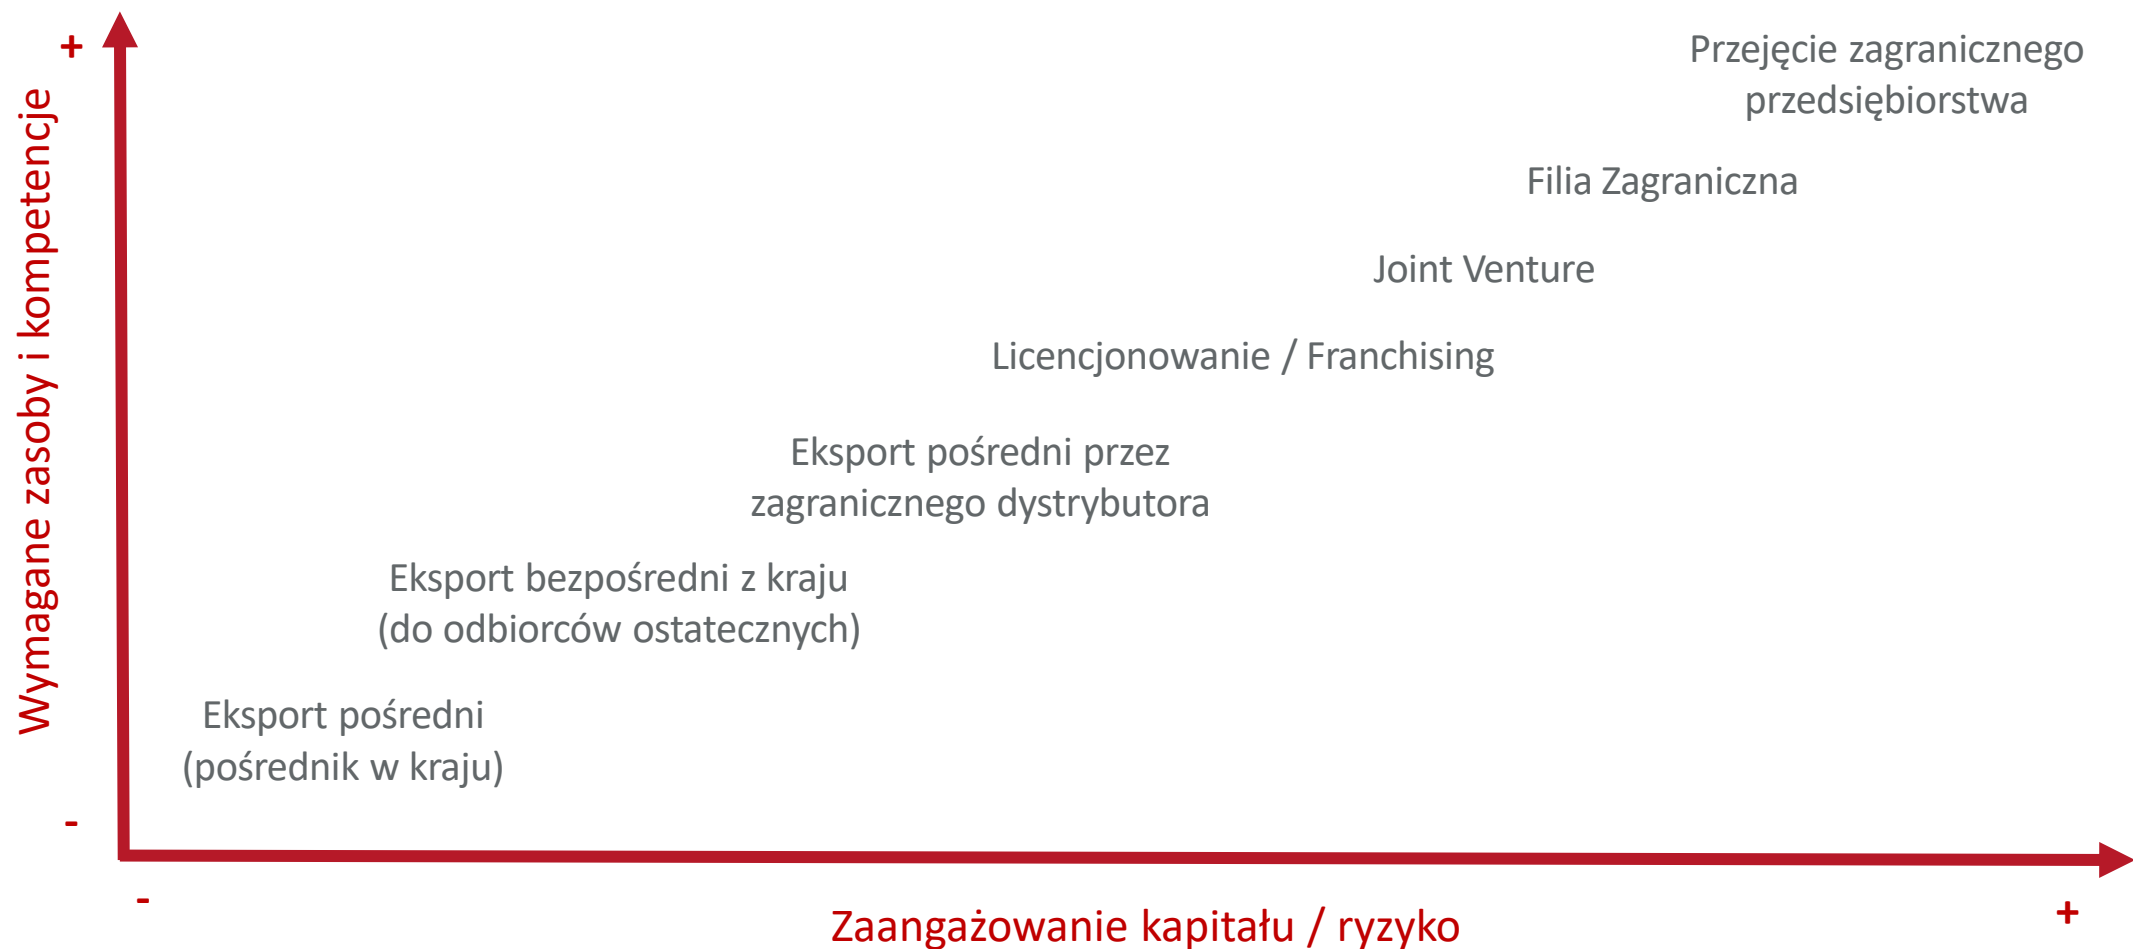 +
Wymagane zasoby i kompetencje
-
Przejęcie zagranicznego
przedsiębiorstwa
Filia Zagraniczna
Joint Venture
Licencjonowanie / Franchising
Eksport pośredni przez
zagranicznego dystrybutora
Eksport bezpośredni z kraju
(do odbiorców ostatecznych)
Eksport pośredni
(pośrednik w kraju)
-
Zaangażowanie kapitału / ryzyko
+